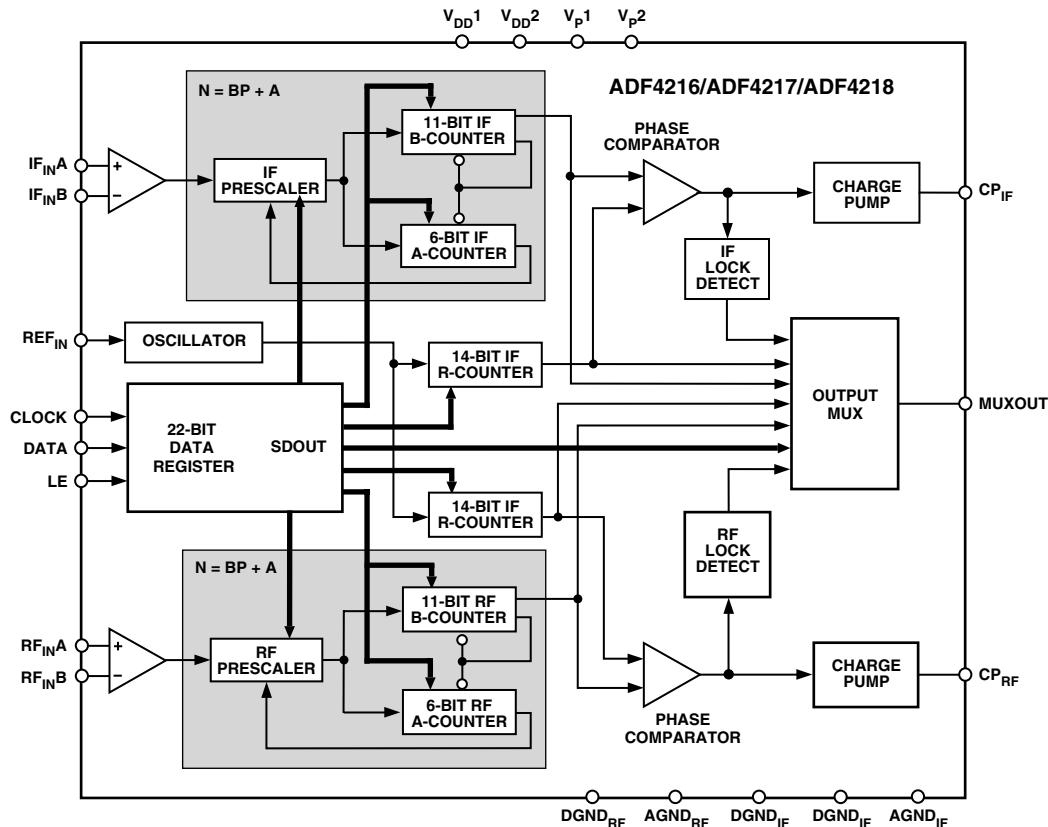 VDD1 VDD2 VP1 VP2
ADF4216/ADF4217/ADF4218
N = BP + A
11-BIT IF
B-COUNTER
PHASE
COMPARATOR
IFINA
+
IFINB
–
IF
PRESCALER
6-BIT IF
A-COUNTER
CHARGE
PUMP
CPIF
IF
LOCK
DETECT
REFIN
OSCILLATOR
14-BIT IF
R-COUNTER
OUTPUT
MUX
MUXOUT
CLOCK
DATA
LE
22-BIT
DATA
REGISTER
SDOUT
14-BIT IF
R-COUNTER
RF
LOCK
DETECT
N = BP + A
11-BIT RF
B-COUNTER
RFINA
+
RFINB
–
RF
PRESCALER
6-BIT RF
A-COUNTER
PHASE
COMPARATOR
CHARGE
PUMP
CPRF
DGNDRF AGNDRF DGNDIF DGNDIF AGNDIF